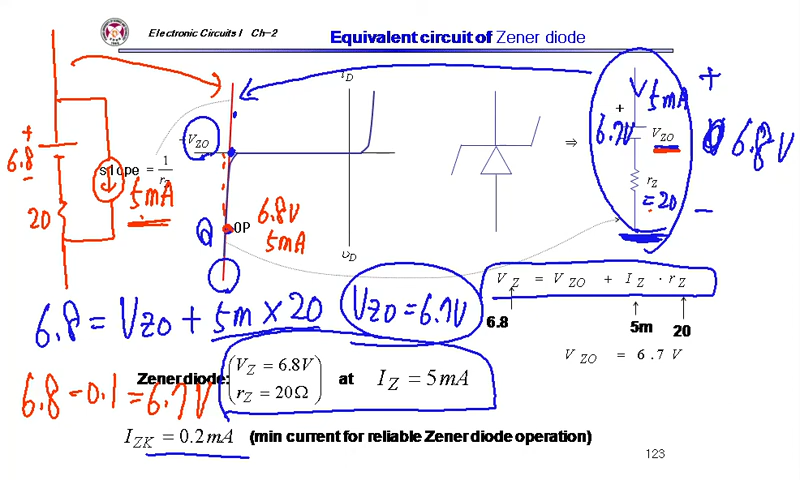 Electronic Circuits I Ch-2
Equivalent circuit of Zener diode
i_D
+
V
5mA
+
-V_ZO
+
6.7V
V_ZO
6.8V
6.8
slope = 1/r_Z
⇒
r_Z
= 20
5mA
20
Q
OP
6.8V
5mA
−
υ_D
V_Z = V_ZO + I_Z · r_Z
6.8 = V_ZO + 5m × 20
V_ZO = 6.7V
6.8
5m
20
V_ZO = 6.7 V
Zener diode: (V_Z = 6.8V
r_Z = 20Ω) at I_Z = 5mA
6.8 − 0.1 = 6.7V
I_ZK = 0.2mA (min current for reliable Zener diode operation)
123